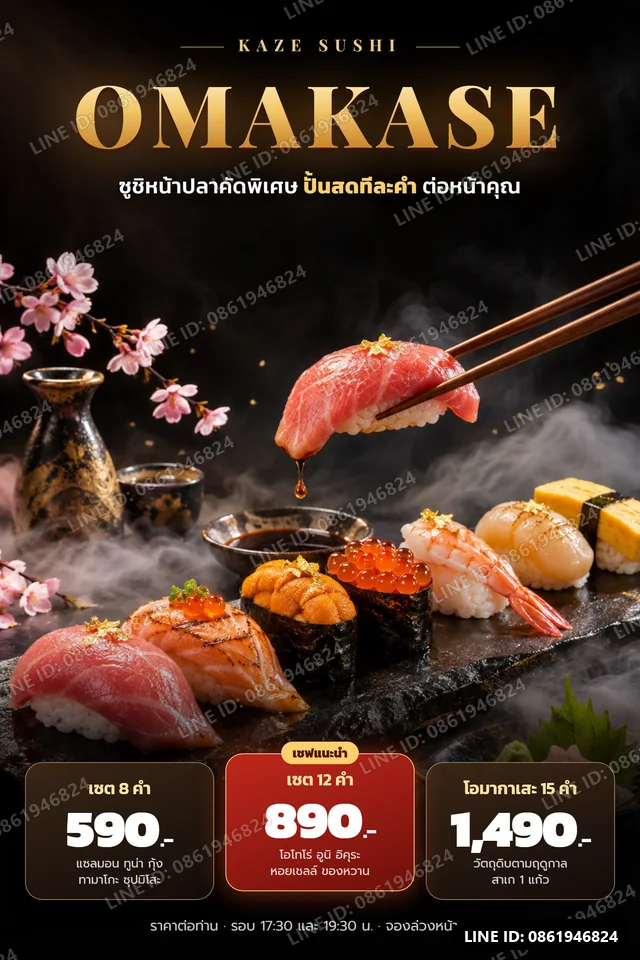 KAZE SUSHI
OMAKASE
ซูชิหน้าปลาคัดพิเศษ ปั้นสดทีละคำ ต่อหน้าคุณ
เซต 8 คำ
590.-
แซลมอน ทูน่า กุ้ง
ทามาโกะ ซุปมิโสะ
เชฟแนะนำ
เซต 12 คำ
890.-
โอโทโร่ อูนิ อิคุระ
หอยเชลล์ ของหวาน
โอมากาเสะ 15 คำ
1,490.-
วัตถุดิบตามฤดูกาล
สาเก 1 แก้ว
ราคาต่อท่าน · รอบ 17:30 และ 19:30 น. · จองล่วงหน้า
LINE ID: 0861946824